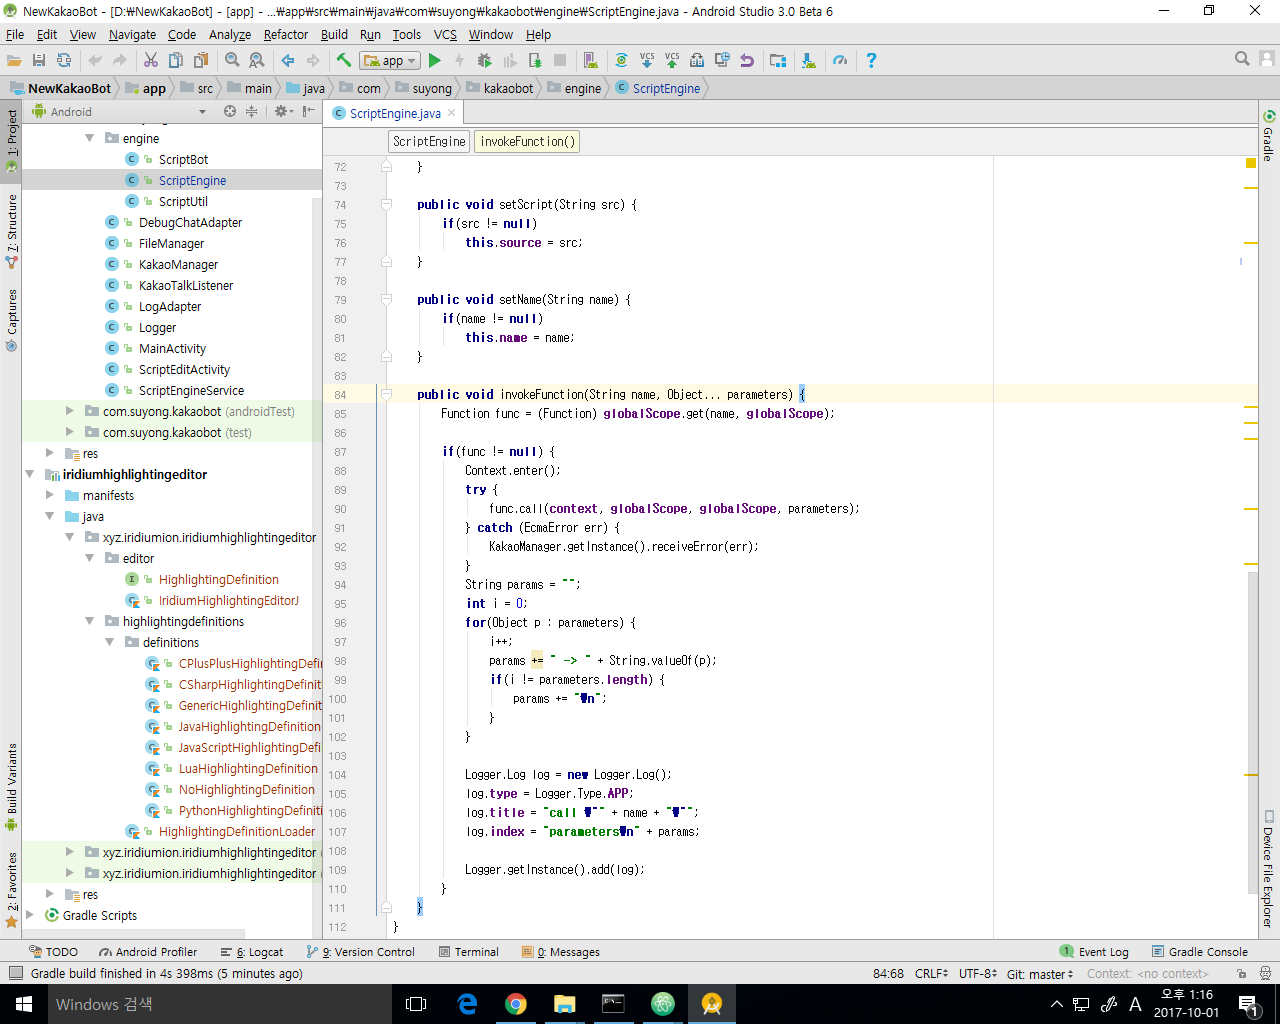 NewKakaoBot - [D:₩NewKakaoBot] - [app] - ...₩app₩src₩main₩java₩com₩suyong₩kakaobot₩engine₩ScriptEngine.java - Android Studio 3.0 Beta 6
File Edit View Navigate Code Analyze Refactor Build Run Tools VCS Window Help
app
VCS VCS
NewKakaoBot app src main java com suyong kakaobot engine ScriptEngine
Android
ScriptEngine.java
ScriptEngine invokeFunction()
1: Project
7: Structure
Captures
Build Variants
2: Favorites
engine
ScriptBot
ScriptEngine
ScriptUtil
DebugChatAdapter
FileManager
KakaoManager
KakaoTalkListener
LogAdapter
Logger
MainActivity
ScriptEditActivity
ScriptEngineService
com.suyong.kakaobot (androidTest)
com.suyong.kakaobot (test)
res
iridiumhighlightingeditor
manifests
java
xyz.iridiumion.iridiumhighlightingeditor
editor
HighlightingDefinition
IridiumHighlightingEditorJ
highlightingdefinitions
definitions
CPlusPlusHighlightingDefi
CSharpHighlightingDefinit
GenericHighlightingDefinit
JavaHighlightingDefinition
JavaScriptHighlightingDefi
LuaHighlightingDefinition
NoHighlightingDefinition
PythonHighlightingDefiniti
HighlightingDefinitionLoader
xyz.iridiumion.iridiumhighlightingeditor (
xyz.iridiumion.iridiumhighlightingeditor (
res
Gradle Scripts
72 }
73
74 public void setScript(String src) {
75 if(src != null)
76 this.source = src;
77 }
78
79 public void setName(String name) {
80 if(name != null)
81 this.name = name;
82 }
83
84 public void invokeFunction(String name, Object... parameters) {
85 Function func = (Function) globalScope.get(name, globalScope);
86
87 if(func != null) {
88 Context.enter();
89 try {
90 func.call(context, globalScope, globalScope, parameters);
91 } catch (EcmaError err) {
92 KakaoManager.getInstance().receiveError(err);
93 }
94 String params = "";
95 int i = 0;
96 for(Object p : parameters) {
97 i++;
98 params += " -> " + String.valueOf(p);
99 if(i != parameters.length) {
100 params += "₩n";
101 }
102 }
103
104 Logger.Log log = new Logger.Log();
105 log.type = Logger.Type.APP;
106 log.title = "call ₩"" + name + "₩"";
107 log.index = "parameters₩n" + params;
108
109 Logger.getInstance().add(log);
110 }
111 }
112 }
Gradle
Device File Explorer
TODO Android Profiler 6: Logcat 9: Version Control Terminal 0: Messages 1 Event Log Gradle Console
Gradle build finished in 4s 398ms (5 minutes ago) 84:68 CRLF UTF-8 Git: master Context: <no context>
Windows 검색
A 오후 1:16
2017-10-01
1